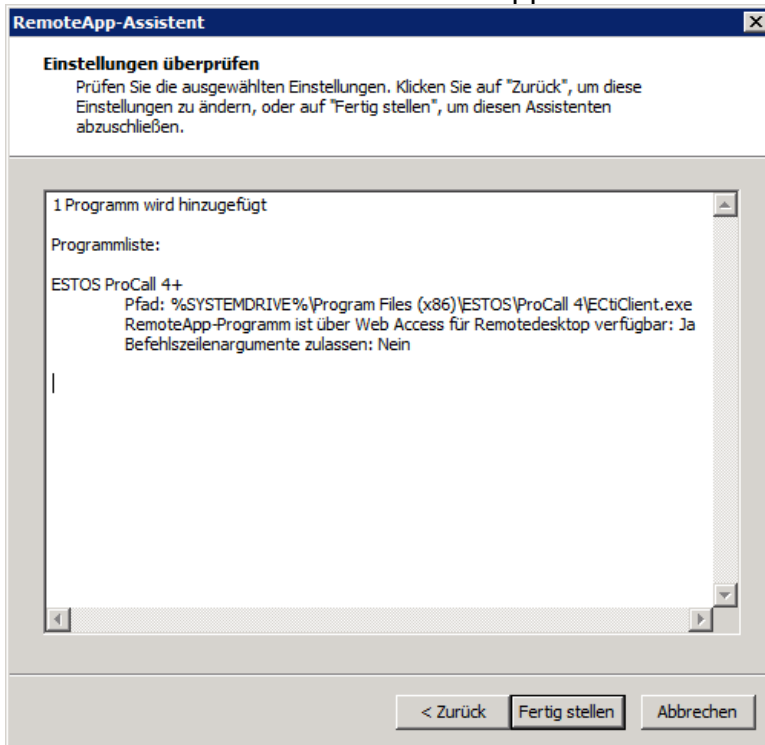 RemoteApp-Assistent
Einstellungen überprüfen
Prüfen Sie die ausgewählten Einstellungen. Klicken Sie auf "Zurück", um diese
Einstellungen zu ändern, oder auf "Fertig stellen", um diesen Assistenten
abzuschließen.
1 Programm wird hinzugefügt
Programmliste:
ESTOS ProCall 4+
Pfad: %SYSTEMDRIVE%\Program Files (x86)\ESTOS\ProCall 4\ECtiClient.exe
RemoteApp-Programm ist über Web Access für Remotedesktop verfügbar: Ja
Befehlszeilenargumente zulassen: Nein
< Zurück Fertig stellen Abbrechen